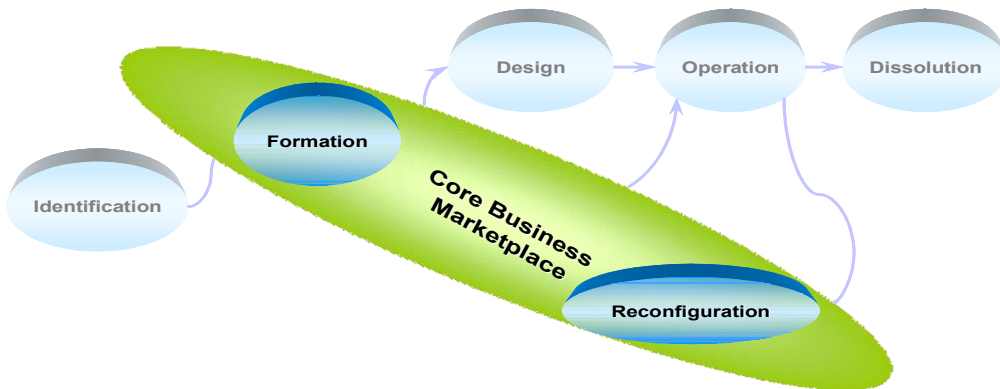 Design
Operation
Dissolution
Formation
Identification
Core Business
Marketplace
Reconfiguration